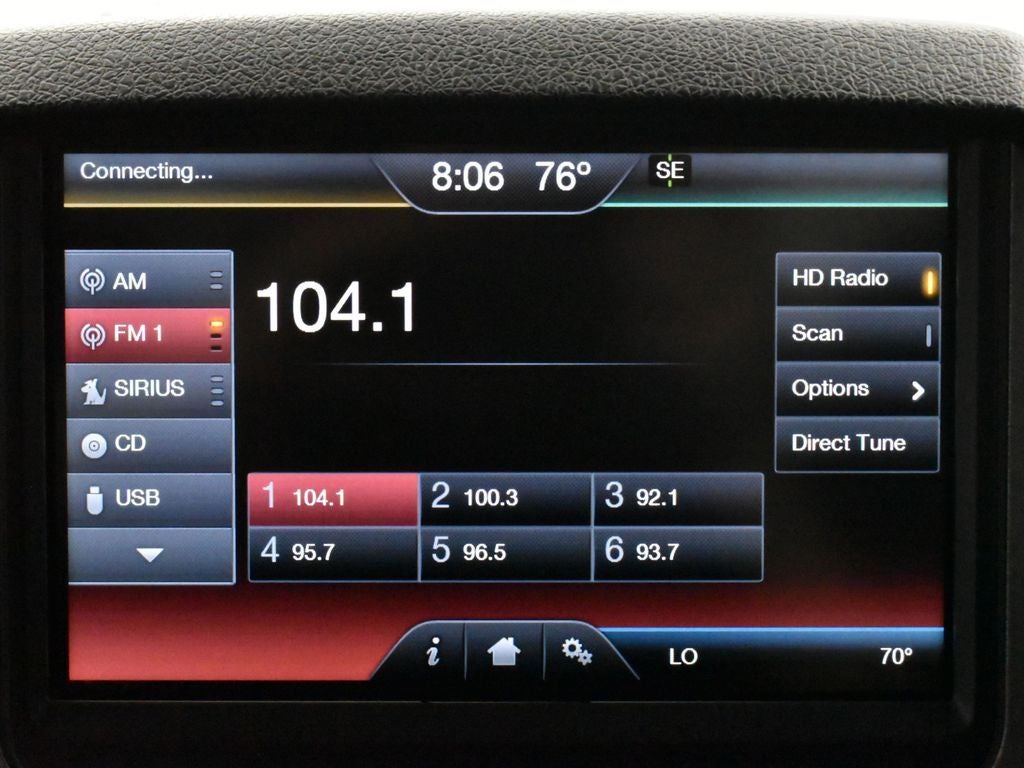 Connecting...
8:06 76°
SE
AM
FM 1
SIRIUS
CD
USB
104.1
HD Radio
Scan
Options
Direct Tune
1 104.1
2 100.3
3 92.1
4 95.7
5 96.5
6 93.7
i
LO
70°